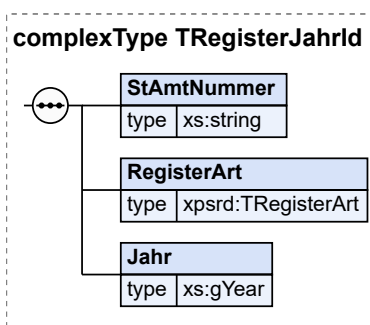 complexType TRegisterJahrId
StAmtNummer
type xs:string
RegisterArt
type xpsrd:TRegisterArt
Jahr
type xs:gYear